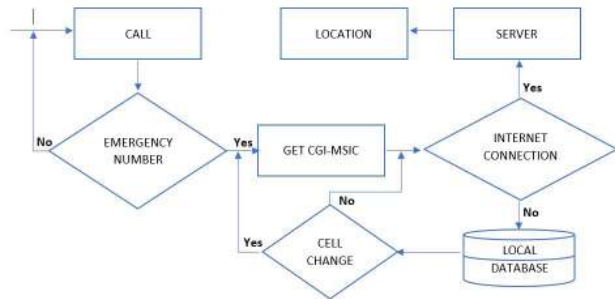 CALL
LOCATION
SERVER
No
EMERGENCY
NUMBER
Yes
GET CGI-MSIC
Yes
INTERNET
CONNECTION
No
Yes
CELL
CHANGE
No
LOCAL
DATABASE